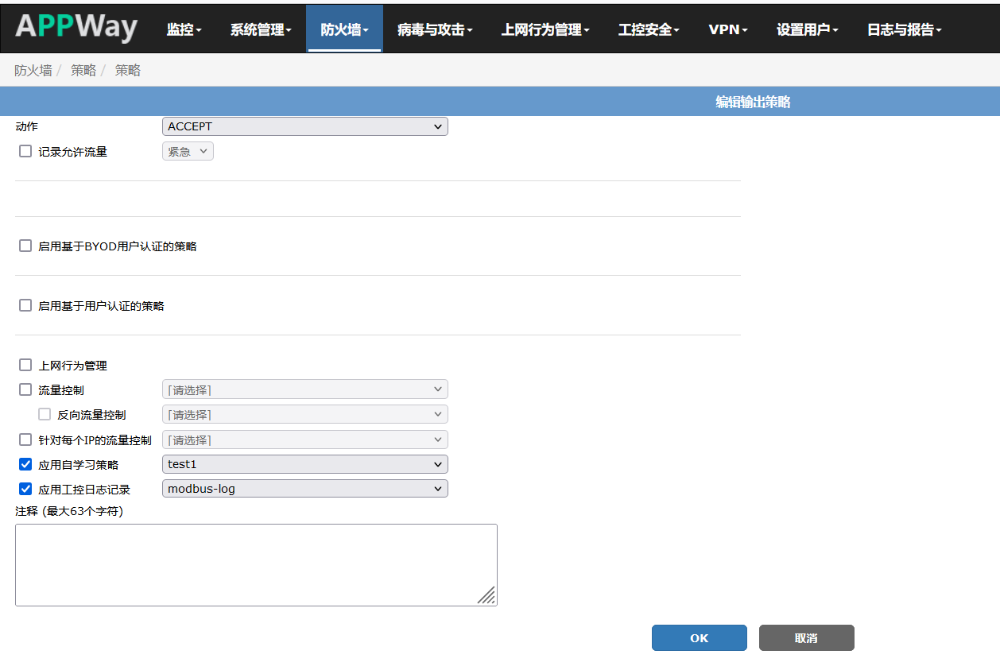 APPWay 监控 系统管理 防火墙 病毒与攻击 上网行为管理 工控安全 VPN 设置用户 日志与报告
防火墙 / 策略 / 策略
编辑输出策略
动作 ACCEPT
记录允许流量 紧急
启用基于BYOD用户认证的策略
启用基于用户认证的策略
上网行为管理
流量控制 [请选择]
反向流量控制 [请选择]
针对每个IP的流量控制 [请选择]
应用自学习策略 test1
应用工控日志记录 modbus-log
注释 (最大63个字符)
OK 取消